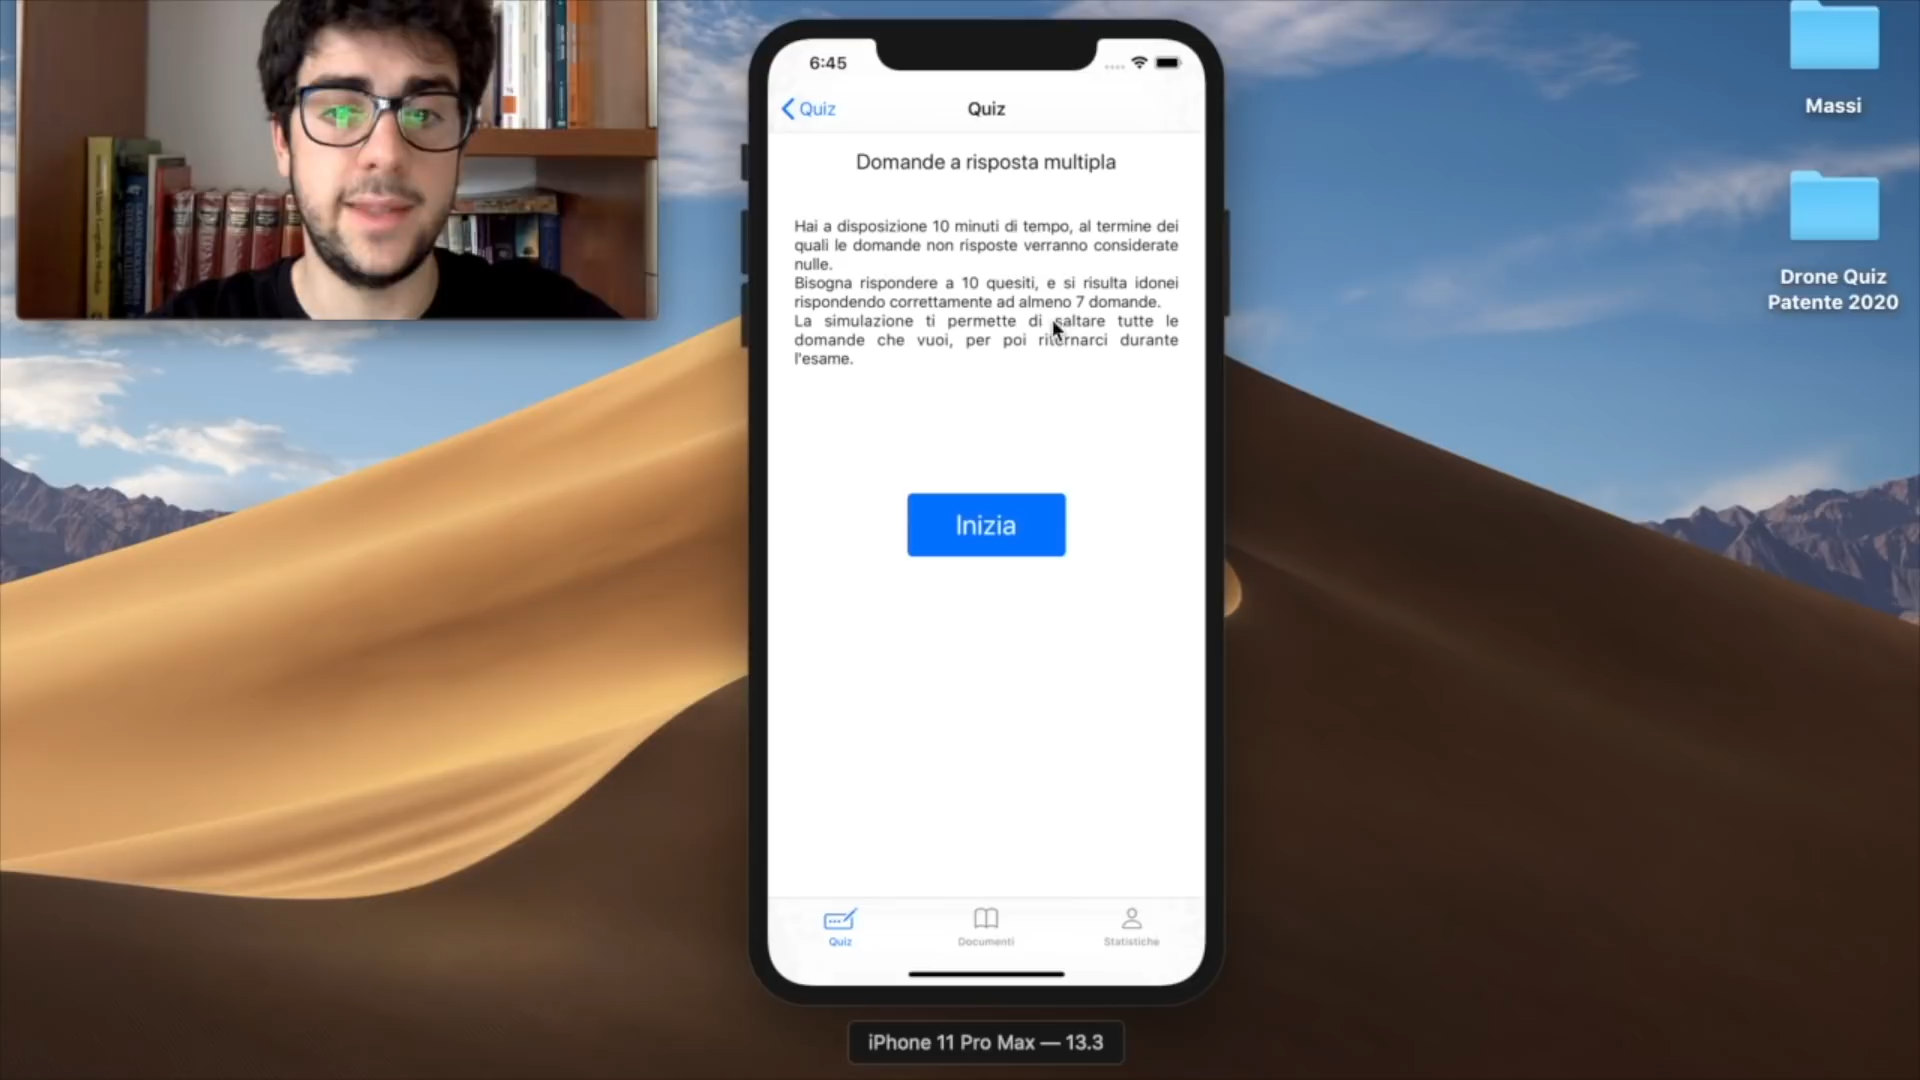 6:45
Quiz
Quiz
Domande a risposta multipla
Hai a disposizione 10 minuti di tempo, al termine dei
quali le domande non risposte verranno considerate
nulle.
Bisogna rispondere a 10 quesiti, e si risulta idonei
rispondendo correttamente ad almeno 7 domande.
La simulazione ti permette di saltare tutte le
domande che vuoi, per poi ritornarci durante
l'esame.
Inizia
Quiz
Documenti
Statistiche
iPhone 11 Pro Max — 13.3
Massi
Drone Quiz
Patente 2020